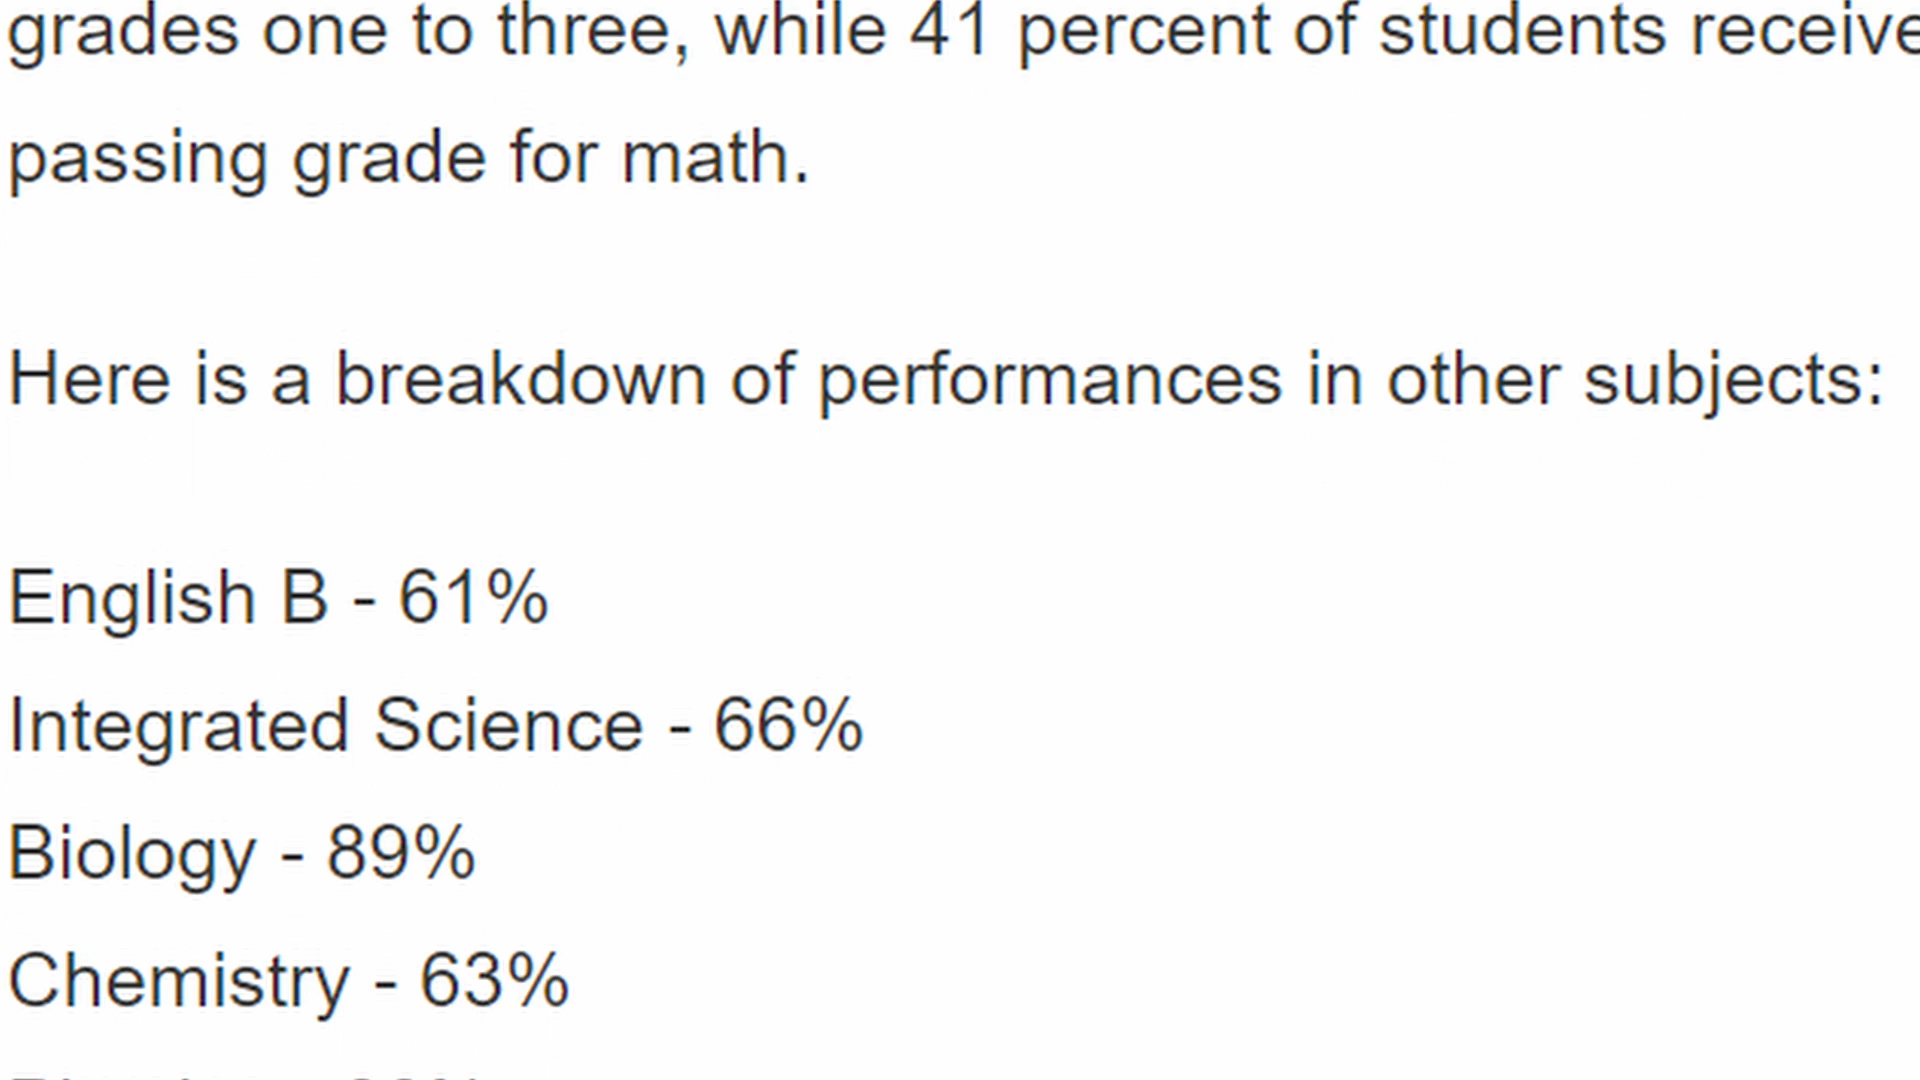 grades one to three, while 41 percent of students receive
passing grade for math.
Here is a breakdown of performances in other subjects:
English B - 61%
Integrated Science - 66%
Biology - 89%
Chemistry - 63%